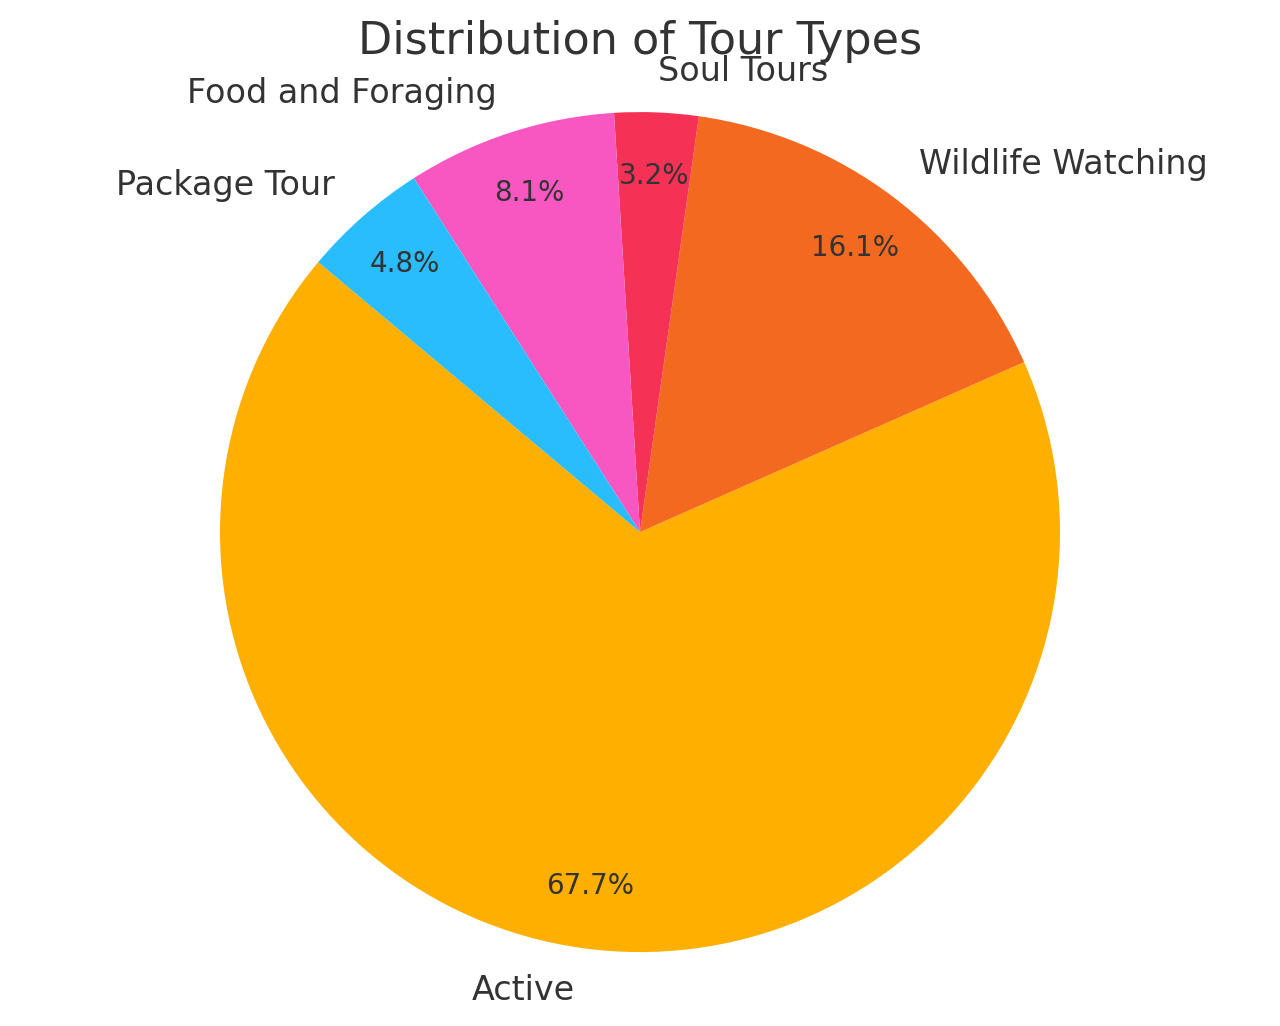 Distribution of Tour Types
Soul Tours
Food and Foraging
Wildlife Watching
Package Tour
3.2%
8.1%
16.1%
4.8%
67.7%
Active